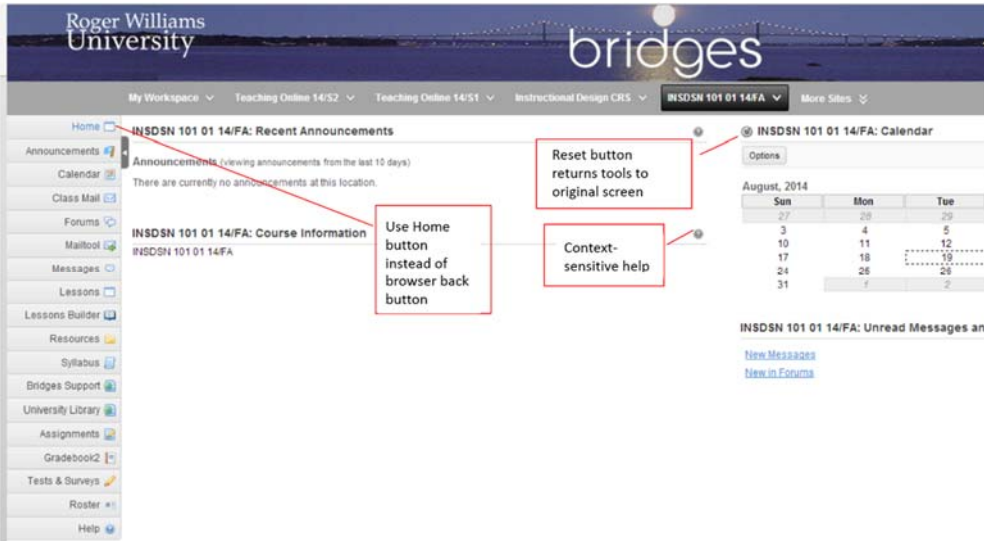 Roger Williams
University
bridges
My Workspace
Teaching Online 14/S2
Teaching Online 14/S1
Instructional Design CRS
INSDSN 101 01 14/FA
More Sites
Home
Announcements
Calendar
Class Mail
Forums
Mailtool
Messages
Lessons
Lessons Builder
Resources
Syllabus
Bridges Support
University Library
Assignments
Gradebook2
Tests & Surveys
Roster
Help
INSDSN 101 01 14/FA: Recent Announcements
Announcements (viewing announcements from the last 10 days)
There are currently no announcements at this location.
INSDSN 101 01 14/FA: Course Information
INSDSN 101 01 14/FA
Use Home
button
instead of
browser back
button
Reset button
returns tools to
original screen
Context-
sensitive help
INSDSN 101 01 14/FA: Calendar
Options
August, 2014
Sun Mon Tue
27 28 29
3 4 5
10 11 12
17 18 19
24 25 26
31 1 2
INSDSN 101 01 14/FA: Unread Messages an
New Messages
New in Forums